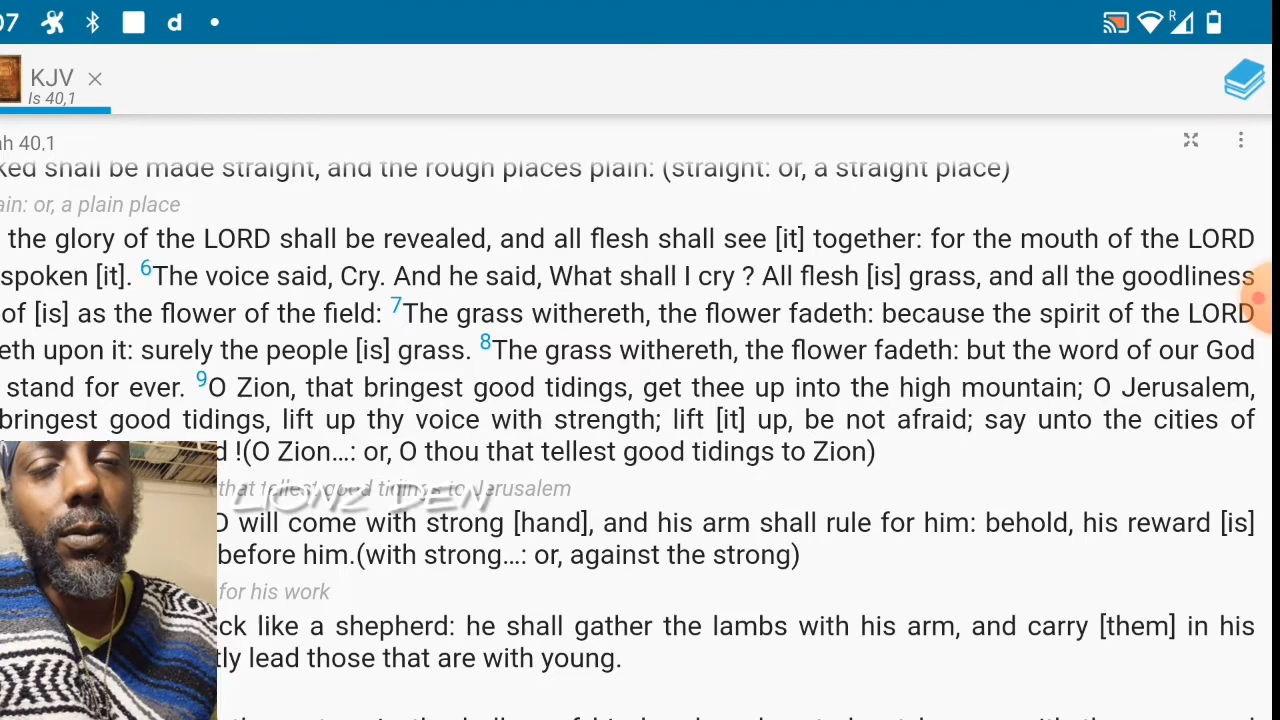 07 d R
KJV
Is 40,1
ah 40,1
ked shall be made straight, and the rough places plain: (straight: or, a straight place)
ain: or, a plain place
the glory of the LORD shall be revealed, and all flesh shall see [it] together: for the mouth of the LORD
spoken [it]. 6The voice said, Cry. And he said, What shall I cry ? All flesh [is] grass, and all the goodliness
of [is] as the flower of the field: 7The grass withereth, the flower fadeth: because the spirit of the LORD
eth upon it: surely the people [is] grass. 8The grass withereth, the flower fadeth: but the word of our God
stand for ever. 9O Zion, that bringest good tidings, get thee up into the high mountain; O Jerusalem,
bringest good tidings, lift up thy voice with strength; lift [it] up, be not afraid; say unto the cities of
d !(O Zion...: or, O thou that tellest good tidings to Zion)
that tellest good tidings to Jerusalem
LIONZ DEN
D will come with strong [hand], and his arm shall rule for him: behold, his reward [is]
before him.(with strong...: or, against the strong)
for his work
ck like a shepherd: he shall gather the lambs with his arm, and carry [them] in his
tly lead those that are with young.